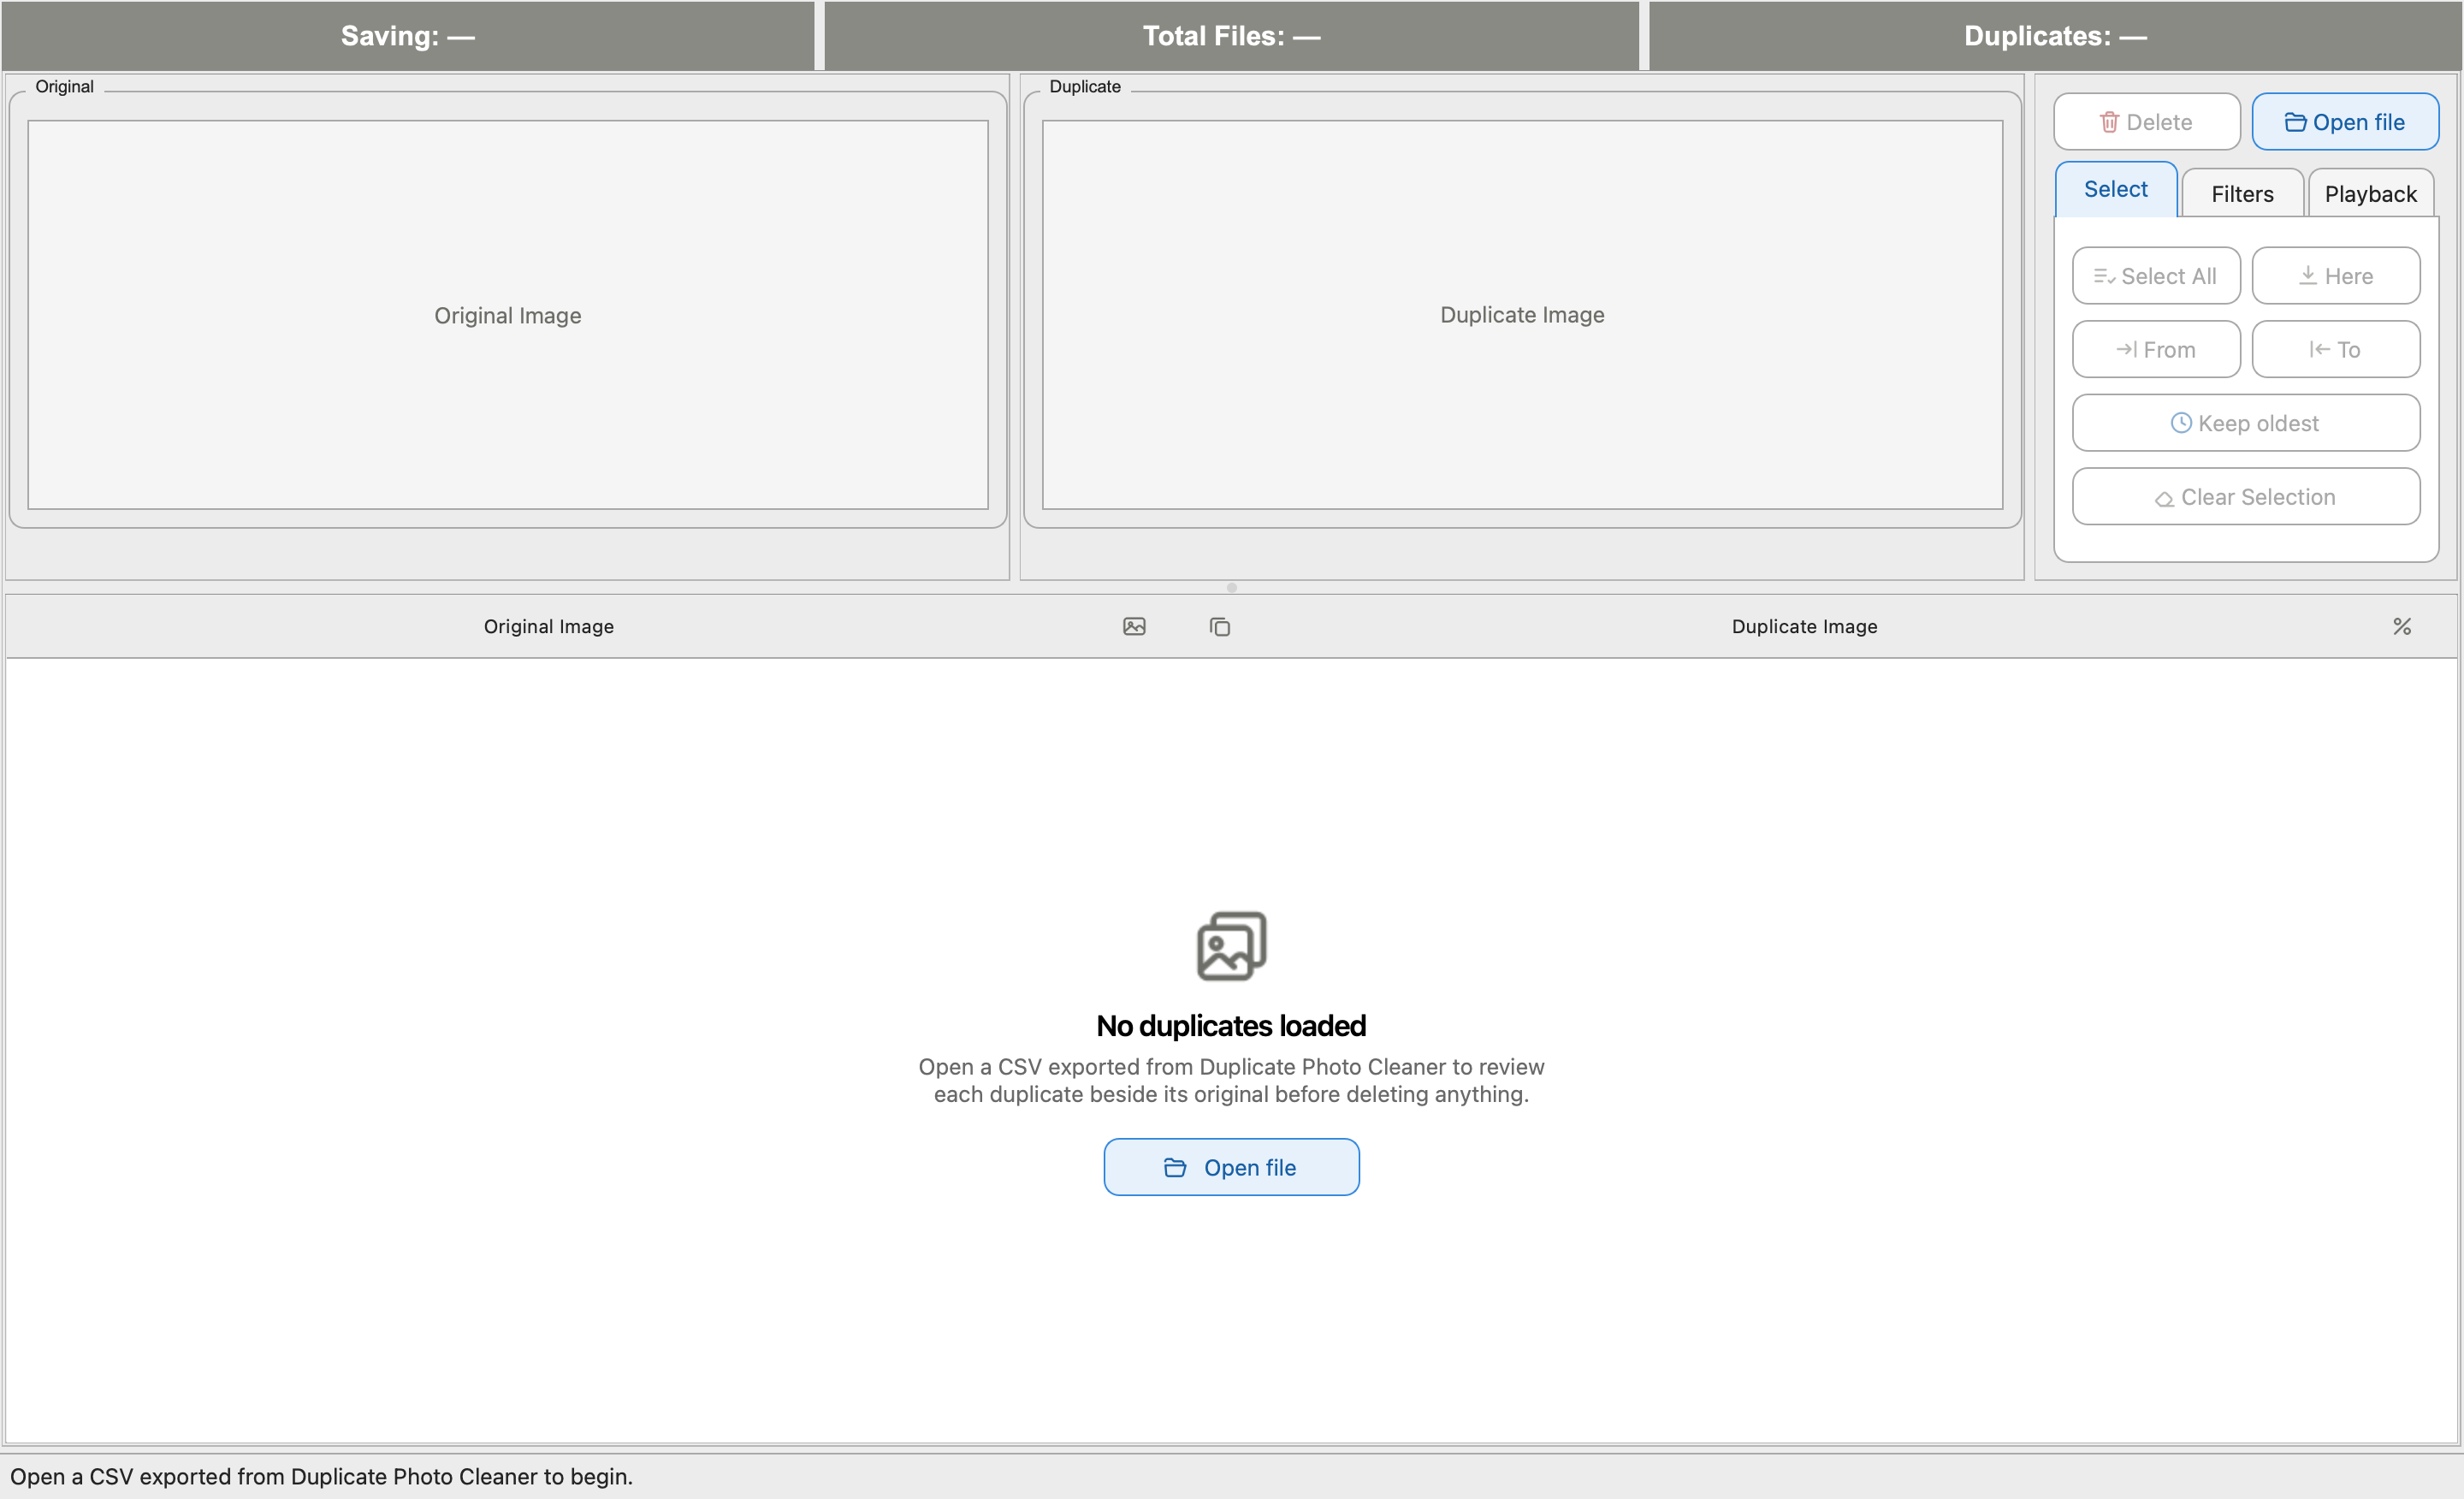 Saving: —
Total Files: —
Duplicates: —
Original
Duplicate
Original Image
Duplicate Image
Delete
Open file
Select
Filters
Playback
Select All
Here
From
To
Keep oldest
Clear Selection
Original Image
Duplicate Image
%
No duplicates loaded
Open a CSV exported from Duplicate Photo Cleaner to review
each duplicate beside its original before deleting anything.
Open file
Open a CSV exported from Duplicate Photo Cleaner to begin.